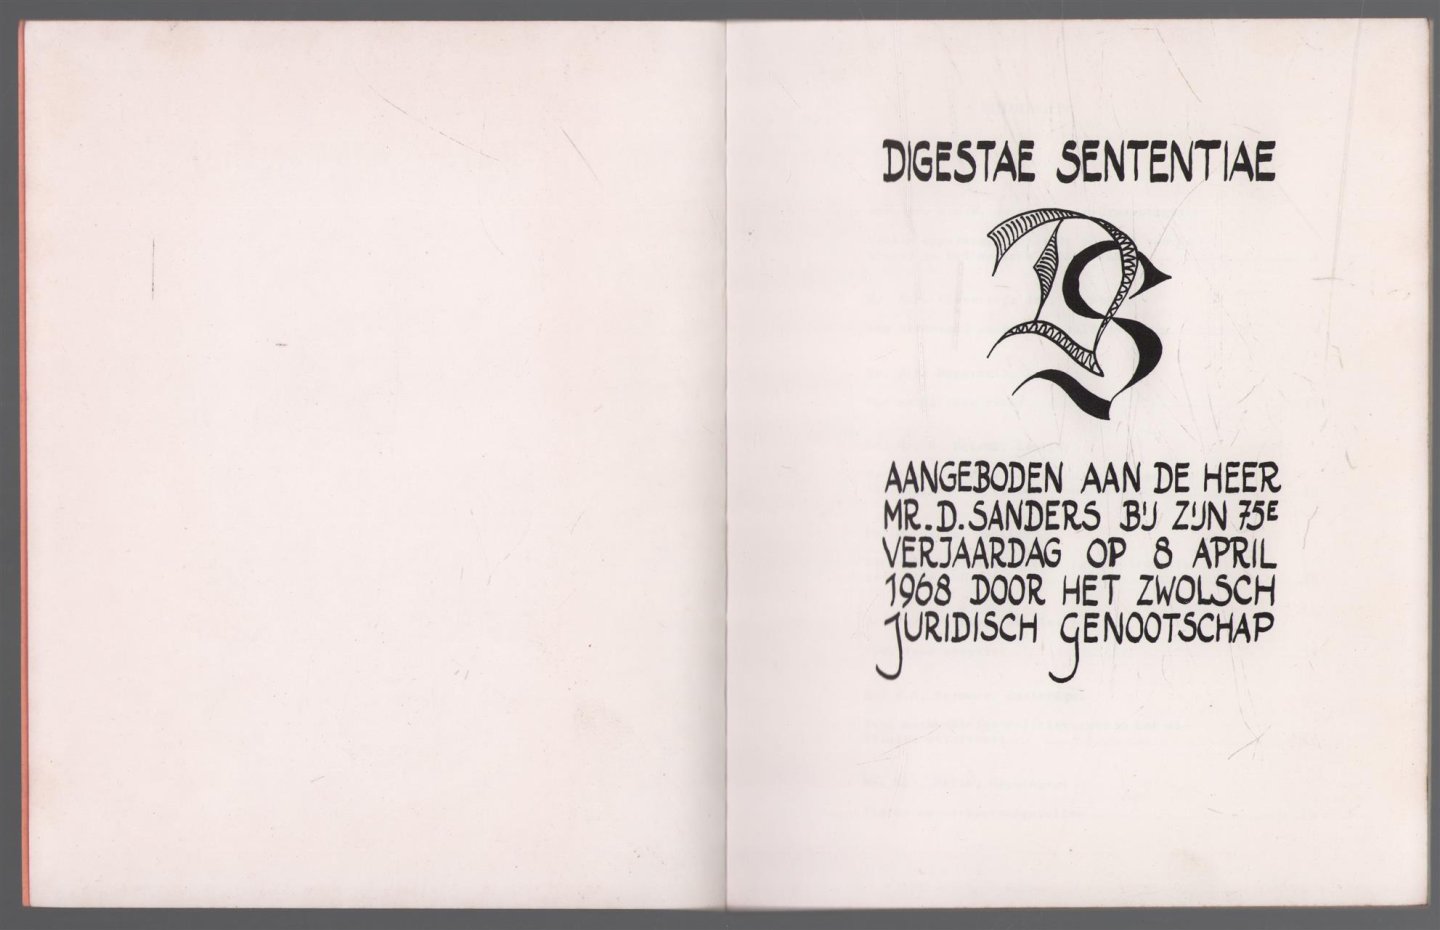 DIGESTAE SENTENTIAE
DS
AANGEBODEN AAN DE HEER
MR. D. SANDERS BIJ ZIJN 75E
VERJAARDAG OP 8 APRIL
1968 DOOR HET ZWOLSCH
JURIDISCH GENOOTSCHAP